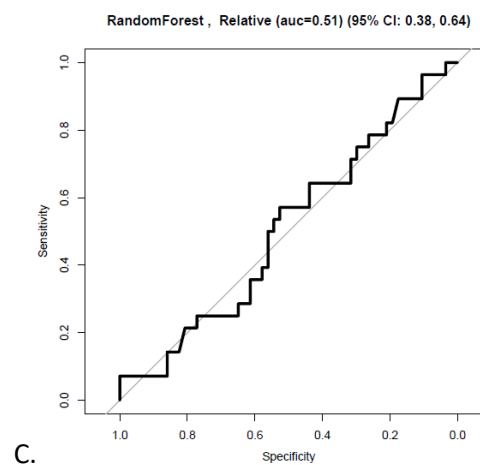 RandomForest , Relative (auc=0.51) (95% CI: 0.38, 0.64)
1.0
0.8
0.6
0.4
0.2
0.0
Sensitivity
1.0 0.8 0.6 0.4 0.2 0.0
Specificity
C.